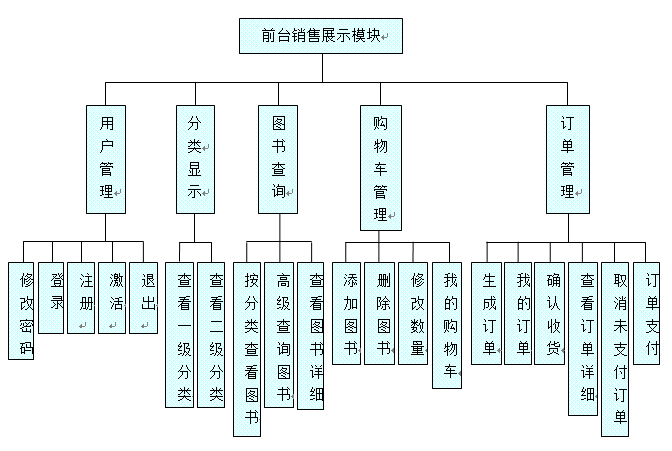 前台销售展示模块
用户管理
分类显示
图书查询
购物车管理
订单管理
修改密码
登录
注册
激活
退出
查看一级分类
查看二级分类
按分类查看图书
高级查询图书
查看图书详细
添加图书
删除图书
修改数量
我的购物车
生成订单
我的订单
确认收货
查看订单详细
取消未支付订单
订单支付